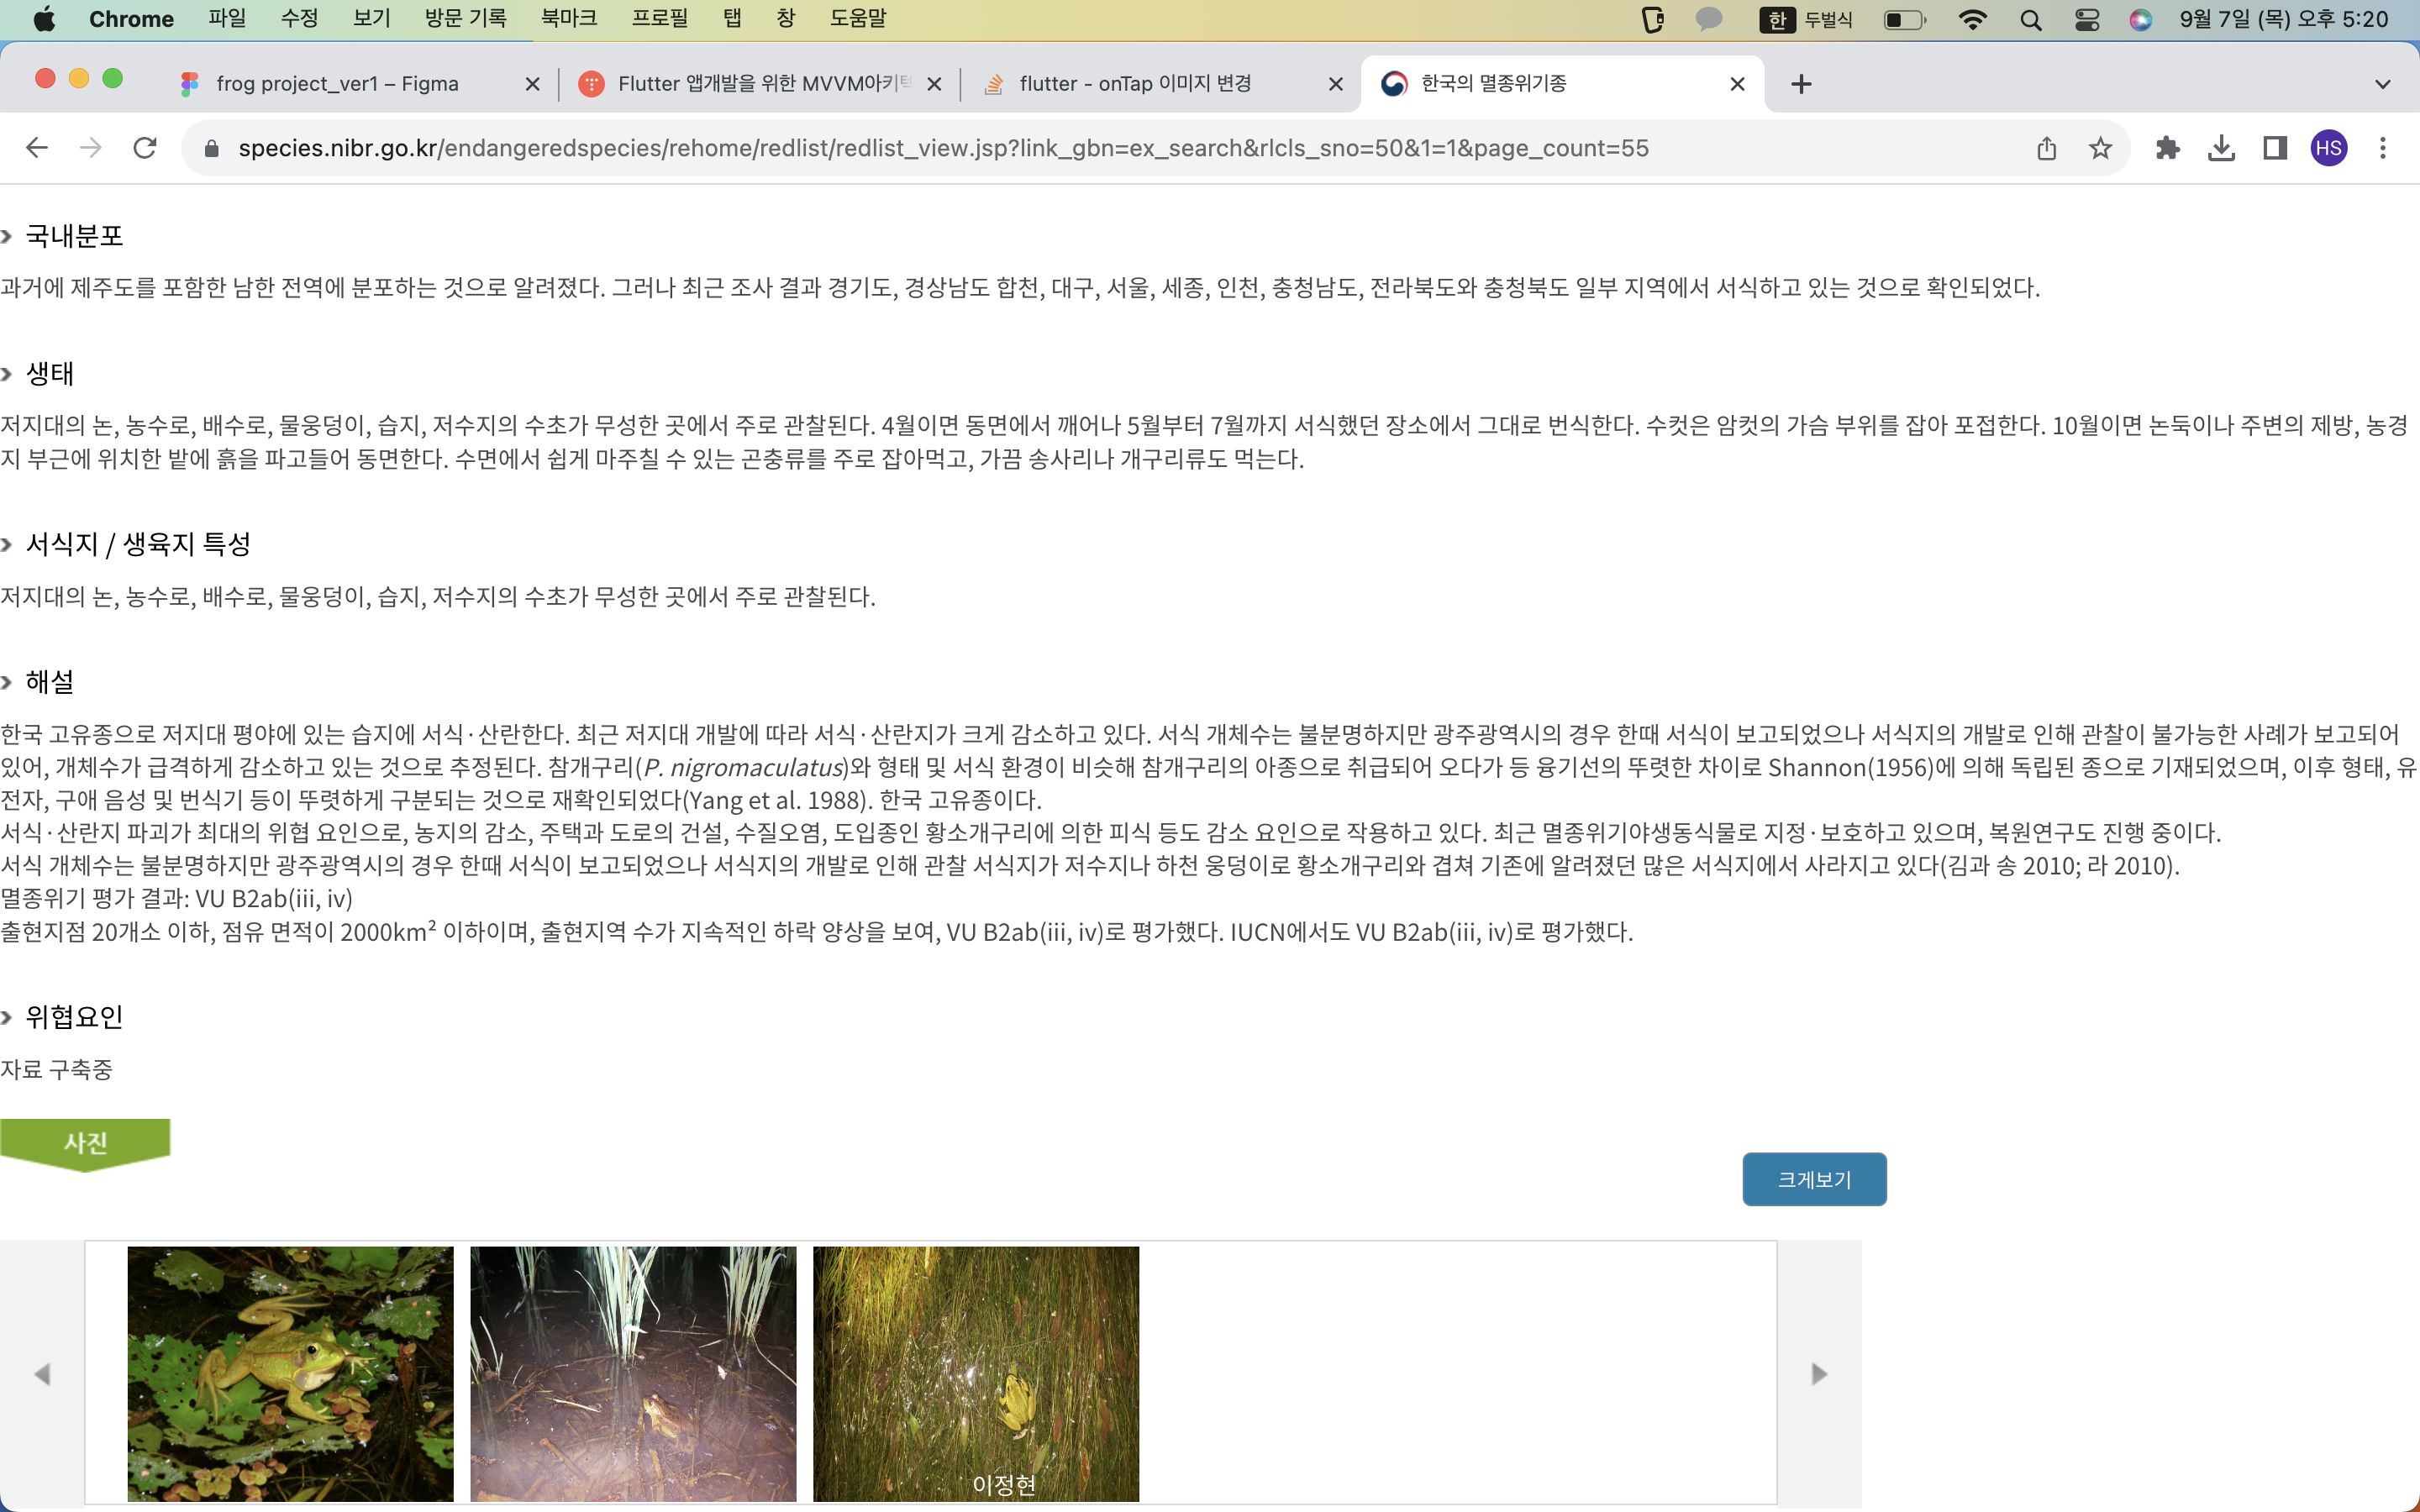 Chrome 파일 수정 보기 방문 기록 북마크 프로필 탭 창 도움말 한 두벌식 9월 7일 (목) 오후 5:20
frog project_ver1 – Figma
Flutter 앱개발을 위한 MVVM아키텍
flutter - onTap 이미지 변경
한국의 멸종위기종
species.nibr.go.kr/endangeredspecies/rehome/redlist/redlist_view.jsp?link_gbn=ex_search&rlcls_sno=50&1=1&page_count=55 HS
국내분포
과거에 제주도를 포함한 남한 전역에 분포하는 것으로 알려졌다. 그러나 최근 조사 결과 경기도, 경상남도 합천, 대구, 서울, 세종, 인천, 충청남도, 전라북도와 충청북도 일부 지역에서 서식하고 있는 것으로 확인되었다.
생태
저지대의 논, 농수로, 배수로, 물웅덩이, 습지, 저수지의 수초가 무성한 곳에서 주로 관찰된다. 4월이면 동면에서 깨어나 5월부터 7월까지 서식했던 장소에서 그대로 번식한다. 수컷은 암컷의 가슴 부위를 잡아 포접한다. 10월이면 논둑이나 주변의 제방, 농경
지 부근에 위치한 밭에 흙을 파고들어 동면한다. 수면에서 쉽게 마주칠 수 있는 곤충류를 주로 잡아먹고, 가끔 송사리나 개구리류도 먹는다.
서식지 / 생육지 특성
저지대의 논, 농수로, 배수로, 물웅덩이, 습지, 저수지의 수초가 무성한 곳에서 주로 관찰된다.
해설
한국 고유종으로 저지대 평야에 있는 습지에 서식·산란한다. 최근 저지대 개발에 따라 서식·산란지가 크게 감소하고 있다. 서식 개체수는 불분명하지만 광주광역시의 경우 한때 서식이 보고되었으나 서식지의 개발로 인해 관찰이 불가능한 사례가 보고되어
있어, 개체수가 급격하게 감소하고 있는 것으로 추정된다. 참개구리(P. nigromaculatus)와 형태 및 서식 환경이 비슷해 참개구리의 아종으로 취급되어 오다가 등 융기선의 뚜렷한 차이로 Shannon(1956)에 의해 독립된 종으로 기재되었으며, 이후 형태, 유
전자, 구애 음성 및 번식기 등이 뚜렷하게 구분되는 것으로 재확인되었다(Yang et al. 1988). 한국 고유종이다.
서식·산란지 파괴가 최대의 위협 요인으로, 농지의 감소, 주택과 도로의 건설, 수질오염, 도입종인 황소개구리에 의한 피식 등도 감소 요인으로 작용하고 있다. 최근 멸종위기야생동식물로 지정·보호하고 있으며, 복원연구도 진행 중이다.
서식 개체수는 불분명하지만 광주광역시의 경우 한때 서식이 보고되었으나 서식지의 개발로 인해 관찰 서식지가 저수지나 하천 웅덩이로 황소개구리와 겹쳐 기존에 알려졌던 많은 서식지에서 사라지고 있다(김과 송 2010; 라 2010).
멸종위기 평가 결과: VU B2ab(iii, iv)
출현지점 20개소 이하, 점유 면적이 2000km² 이하이며, 출현지역 수가 지속적인 하락 양상을 보여, VU B2ab(iii, iv)로 평가했다. IUCN에서도 VU B2ab(iii, iv)로 평가했다.
위협요인
자료 구축중
사진
크게보기
이정현